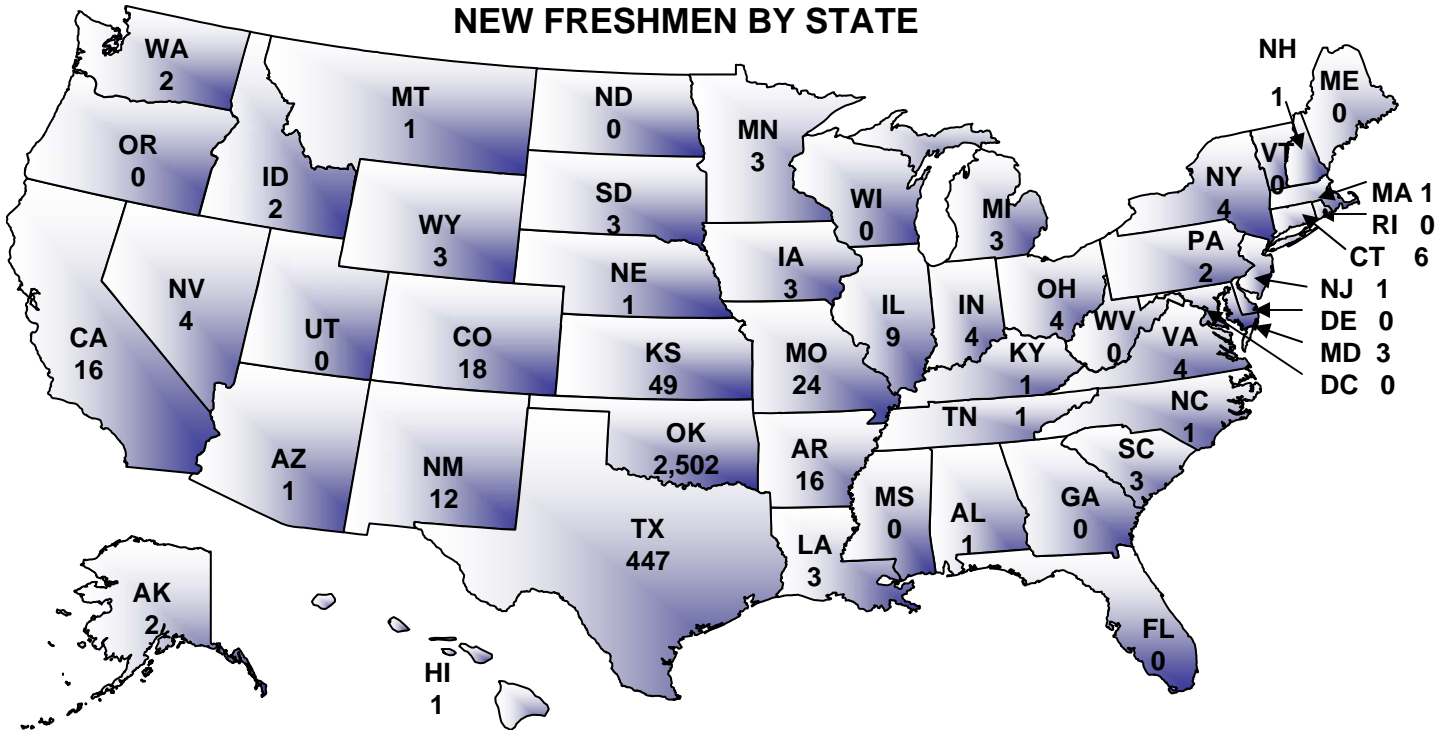 NEW FRESHMEN BY STATE
WA
2
OR
0
CA
16
NV
4
ID
2
MT
1
WY
3
UT
0
AZ
1
CO
18
NM
12
ND
0
SD
3
NE
1
KS
49
OK
2,502
TX
447
MN
3
IA
3
MO
24
AR
16
LA
3
WI
0
IL
9
MS
0
MI
3
IN
4
KY
1
TN 1
AL
1
OH
4
WV
0
GA
0
FL
0
SC
3
NC
1
VA
4
PA
2
NY
4
VT
0
NH
1
ME
0
MA 1
RI 0
CT 6
NJ 1
DE 0
MD 3
DC 0
AK
2
HI
1